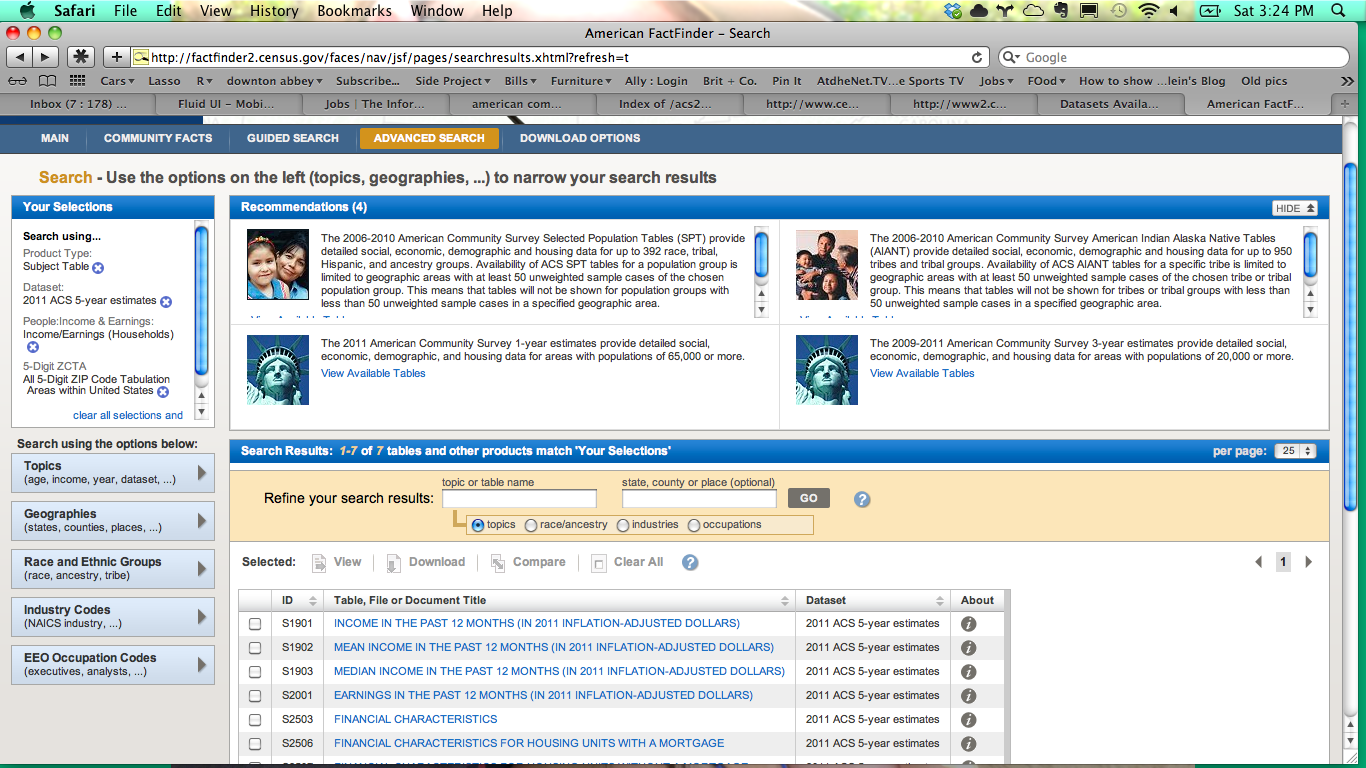 Safari File Edit View History Bookmarks Window Help Sat 3:24 PM
American FactFinder – Search
http://factfinder2.census.gov/faces/nav/jsf/pages/searchresults.xhtml?refresh=t Google
Cars Lasso R downton abbey Subscribe... Side Project Bills Furniture Ally : Login Brit + Co. Pin It AtdheNet.TV...e Sports TV Jobs FOod How to show ...lein's Blog Old pics
Inbox (7 : 178) ... Fluid UI – Mobi... Jobs | The Infor... american com... Index of /acs2... http://www.ce... http://www2.c... Datasets Availa... American FactF...
MAIN COMMUNITY FACTS GUIDED SEARCH ADVANCED SEARCH DOWNLOAD OPTIONS
Search - Use the options on the left (topics, geographies, ...) to narrow your search results
Your Selections
Search using...
Product Type:
Subject Table
Dataset:
2011 ACS 5-year estimates
People:Income & Earnings:
Income/Earnings (Households)
5-Digit ZCTA
All 5-Digit ZIP Code Tabulation
Areas within United States
clear all selections and
Search using the options below:
Topics
(age, income, year, dataset, ...)
Geographies
(states, counties, places, ...)
Race and Ethnic Groups
(race, ancestry, tribe)
Industry Codes
(NAICS industry, ...)
EEO Occupation Codes
(executives, analysts, ...)
Recommendations (4) HIDE
The 2006-2010 American Community Survey Selected Population Tables (SPT) provide
detailed social, economic, demographic and housing data for up to 392 race, tribal,
Hispanic, and ancestry groups. Availability of ACS SPT tables for a population group is
limited to geographic areas with at least 50 unweighted sample cases of the chosen
population group. This means that tables will not be shown for population groups with
less than 50 unweighted sample cases in a specified geographic area.
View Available Tables
The 2006-2010 American Community Survey American Indian Alaska Native Tables
(AIANT) provide detailed social, economic, demographic and housing data for up to 950
tribes and tribal groups. Availability of ACS AIANT tables for a specific tribe is limited to
geographic areas with at least 50 unweighted sample cases of the chosen tribe or tribal
group. This means that tables will not be shown for tribes or tribal groups with less than
50 unweighted sample cases in a specified geographic area.
View Available Tables
The 2011 American Community Survey 1-year estimates provide detailed social,
economic, demographic, and housing data for areas with populations of 65,000 or more.
View Available Tables
The 2009-2011 American Community Survey 3-year estimates provide detailed social,
economic, demographic, and housing data for areas with populations of 20,000 or more.
View Available Tables
Search Results: 1-7 of 7 tables and other products match 'Your Selections' per page: 25
topic or table name state, county or place (optional)
Refine your search results: GO ?
topics race/ancestry industries occupations
Selected: View Download Compare Clear All ? 1
ID Table, File or Document Title Dataset About
S1901 INCOME IN THE PAST 12 MONTHS (IN 2011 INFLATION-ADJUSTED DOLLARS) 2011 ACS 5-year estimates i
S1902 MEAN INCOME IN THE PAST 12 MONTHS (IN 2011 INFLATION-ADJUSTED DOLLARS) 2011 ACS 5-year estimates i
S1903 MEDIAN INCOME IN THE PAST 12 MONTHS (IN 2011 INFLATION-ADJUSTED DOLLARS) 2011 ACS 5-year estimates i
S2001 EARNINGS IN THE PAST 12 MONTHS (IN 2011 INFLATION-ADJUSTED DOLLARS) 2011 ACS 5-year estimates i
S2503 FINANCIAL CHARACTERISTICS 2011 ACS 5-year estimates i
S2506 FINANCIAL CHARACTERISTICS FOR HOUSING UNITS WITH A MORTGAGE 2011 ACS 5-year estimates i